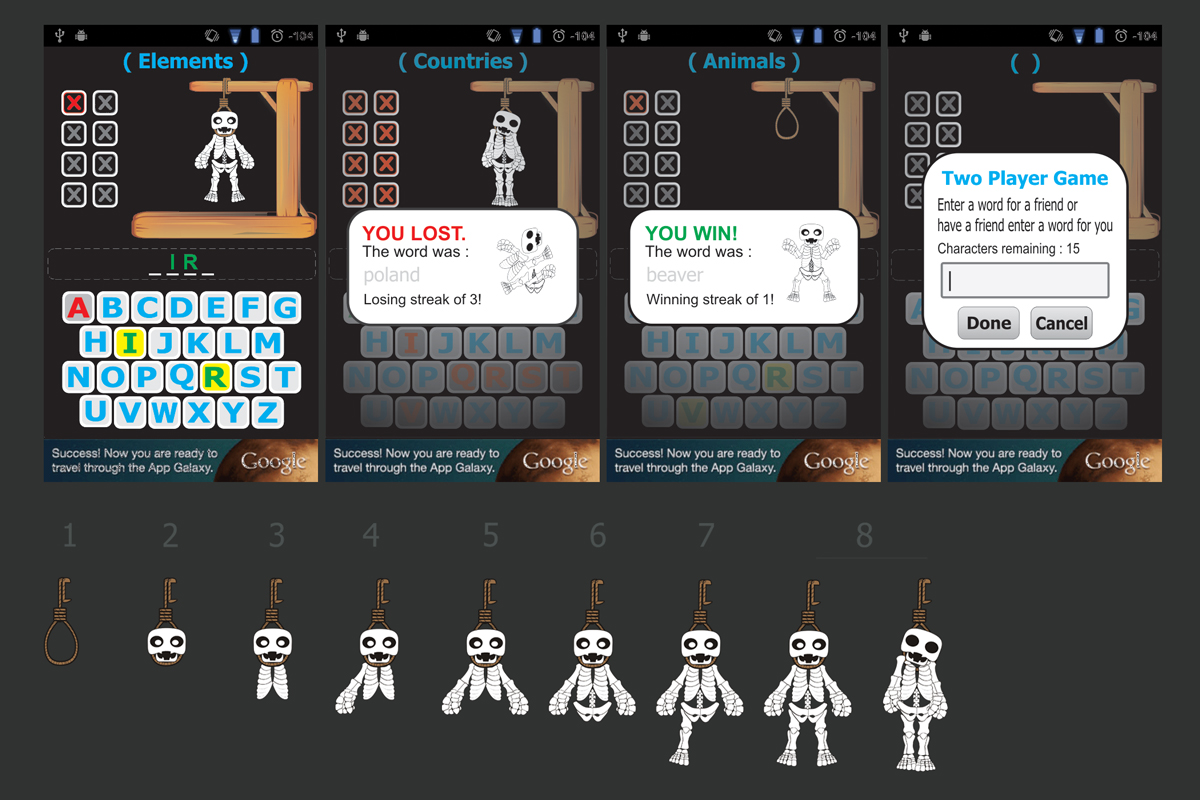 -104
( Elements )
I R
A B C D E F G
H I J K L M
N O P Q R S T
U V W X Y Z
Success! Now you are ready to
travel through the App Galaxy.
Google
-104
( Countries )
YOU LOST.
The word was :
poland
Losing streak of 3!
H I J K L M
N O P Q R S T
U V W X Y Z
Success! Now you are ready to
travel through the App Galaxy.
Google
-104
( Animals )
YOU WIN!
The word was :
beaver
Winning streak of 1!
H I J K L M
N O P Q R S T
U V W X Y Z
Success! Now you are ready to
travel through the App Galaxy.
Google
-104
( )
Two Player Game
Enter a word for a friend or
have a friend enter a word for you
Characters remaining : 15
Done Cancel
N O P Q R S T
U V W X Y Z
Success! Now you are ready to
travel through the App Galaxy.
Google
1 2 3 4 5 6 7 8